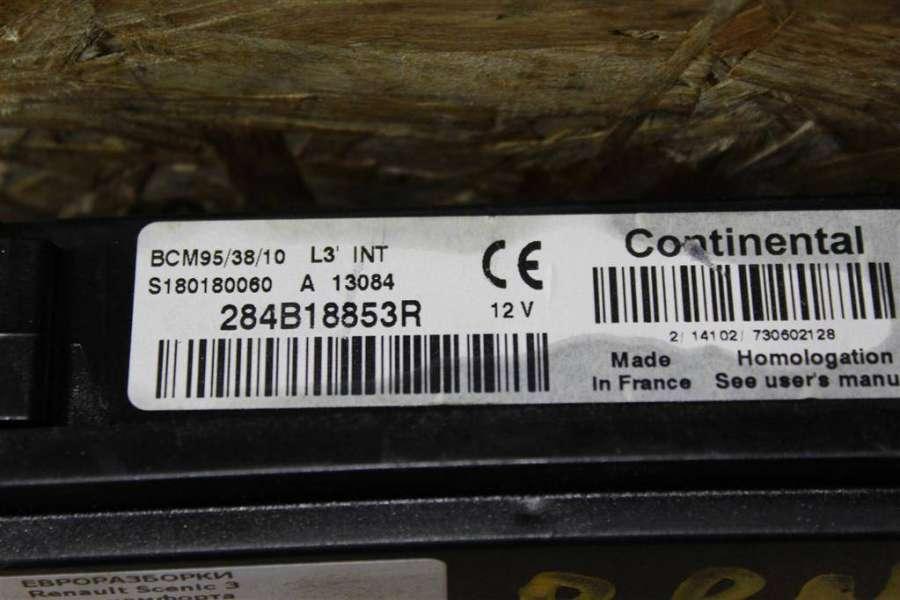 BCM95/38/10 L3' INT
S180180060 A 13084
284B18853R
12 V
Continental
2/ 14102/ 730602128
Made Homologation
In France See user's manu
ЕВРОРАЗБОРКИ
Renault Scenic 3